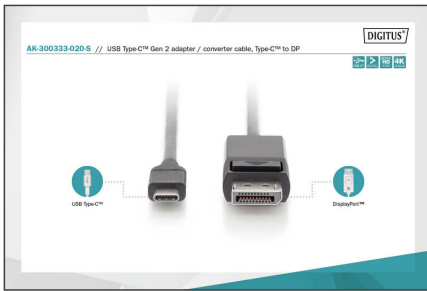 DIGITUS®
AK-300333-020-S // USB Type-C™ Gen 2 adapter / converter cable, Type-C™ to DP
HD
4K
USB Type-C™
DisplayPort™